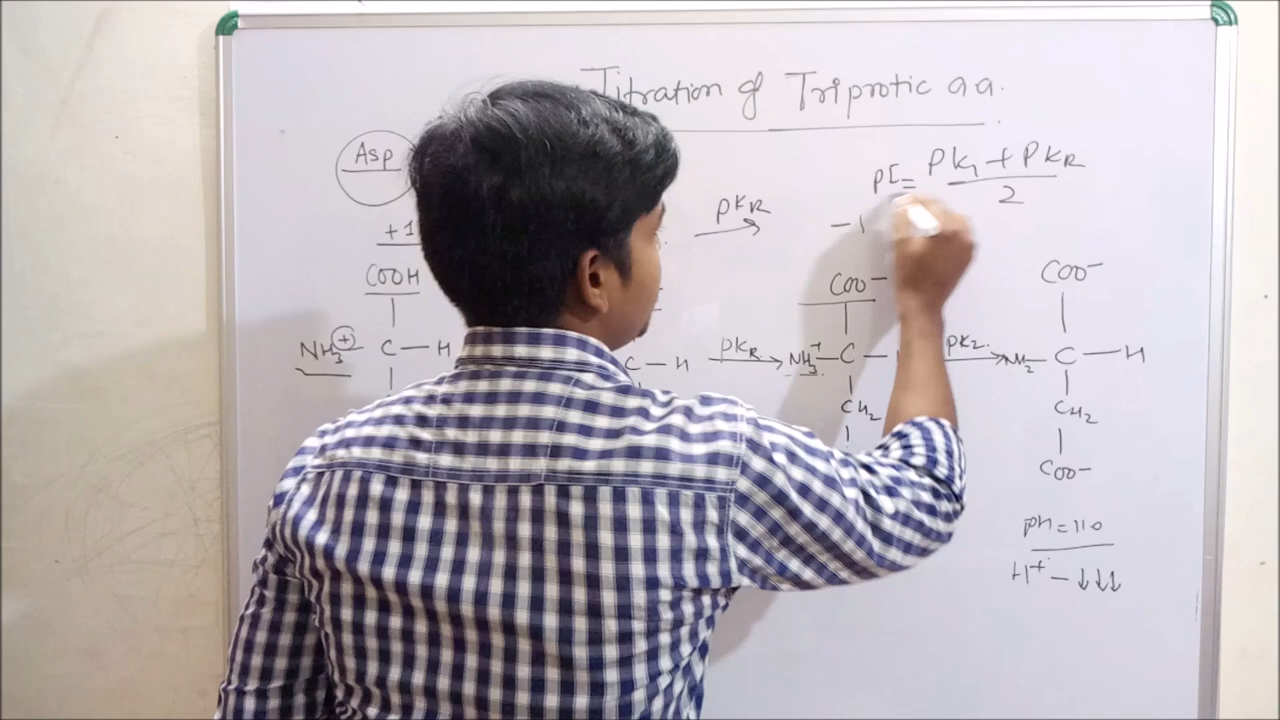 Titration of Triprotic aa.
Asp
pI = PK1 + PKR
2
+1
pKR
-1
COOH
COO-
COO-
NH3+ C H
C H
pKR
NH3+ C
pK2.
NH2 C H
CH2
CH2
COO-
pH = 11.0
H+ - ↓↓↓